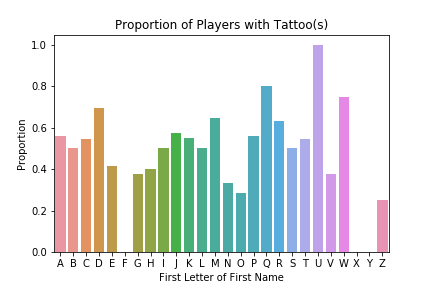 Proportion of Players with Tattoo(s)
1.0
0.8
0.6
0.4
0.2
0.0
Proportion
A B C D E F G H I J K L M N O P Q R S T U V W X Y Z
First Letter of First Name